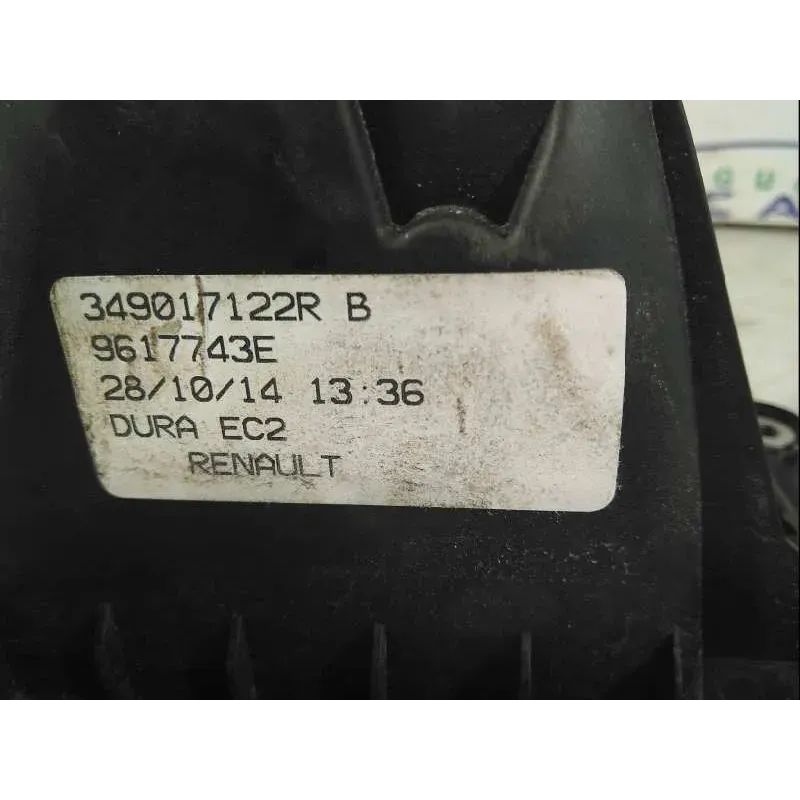 349017122R B
9617743E
28/10/14 13:36
DURA EC2
RENAULT